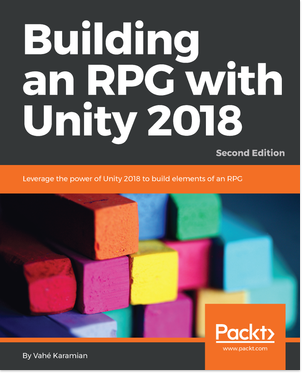 Building
an RPG with
Unity 2018
Second Edition
Leverage the power of Unity 2018 to build elements of an RPG
Packt>
www.packt.com
By Vahé Karamian